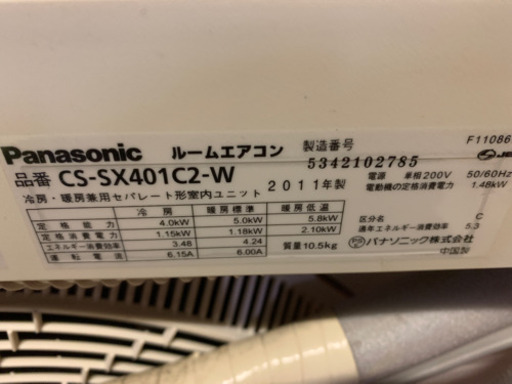 Panasonic ルームエアコン 製造番号 F11086
品番 CS-SX401C2-W 5342102785
冷房・暖房兼用セパレート形室内ユニット 2011年製
電源 単相200V 50/60Hz
電動機の定格消費電力 1.48kW
冷房 暖房標準 暖房低温
定格能力 4.0kW 5.0kW 5.8kW
定格消費電力 1.15kW 1.18kW 2.10kW
エネルギー消費効率 3.48 4.24
運転電流 6.15A 6.00A 質量10.5kg
区分名 C
通年エネルギー消費効率 5.3
パナソニック株式会社
中国製